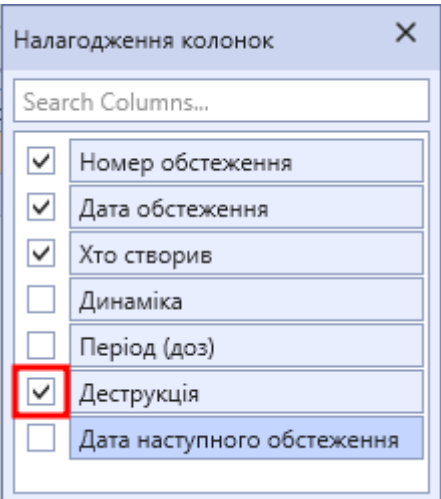 Налагодження колонок
Search Columns...
Номер обстеження
Дата обстеження
Хто створив
Динаміка
Період (доз)
Деструкція
Дата наступного обстеження